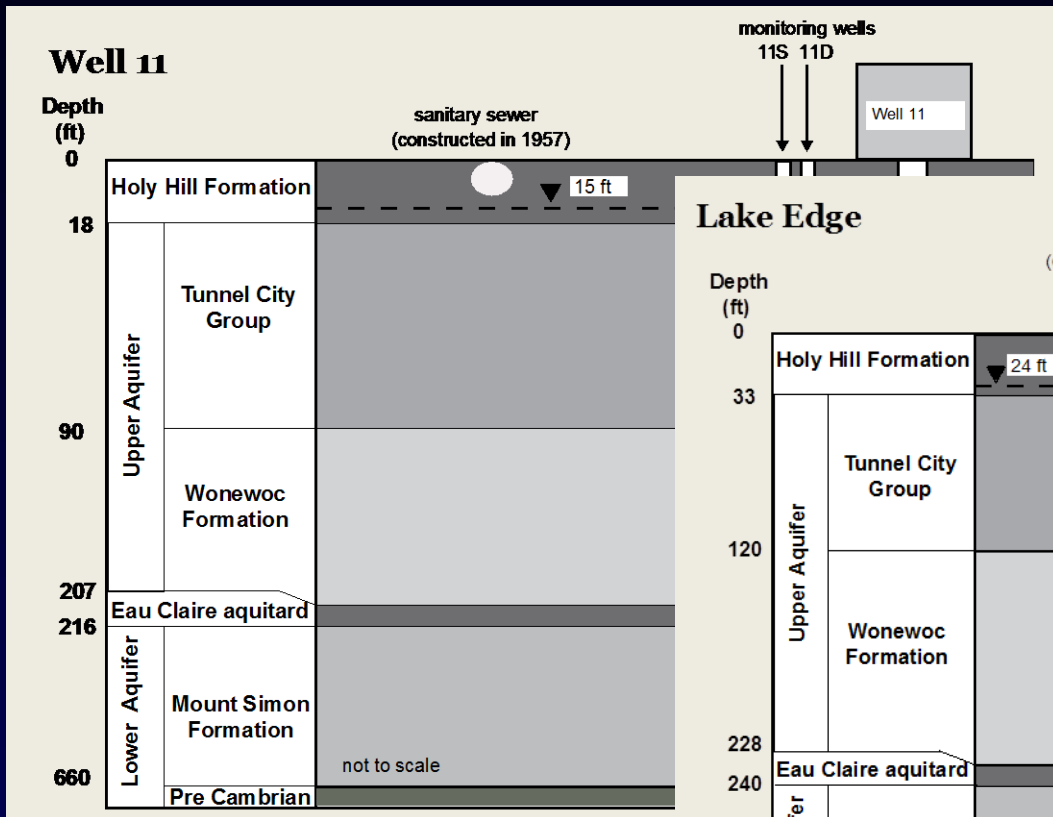 Well 11
monitoring wells
11S 11D
Well 11
Depth
(ft)
0
sanitary sewer
(constructed in 1957)
Holy Hill Formation
15 ft
18
Upper Aquifer
Tunnel City
Group
90
Wonewoc
Formation
207
Eau Claire aquitard
216
Lower Aquifer
Mount Simon
Formation
not to scale
660
Pre Cambrian
Lake Edge
Depth
(ft)
0
Holy Hill Formation
24 ft
33
Upper Aquifer
Tunnel City
Group
120
Wonewoc
Formation
228
Eau Claire aquitard
240